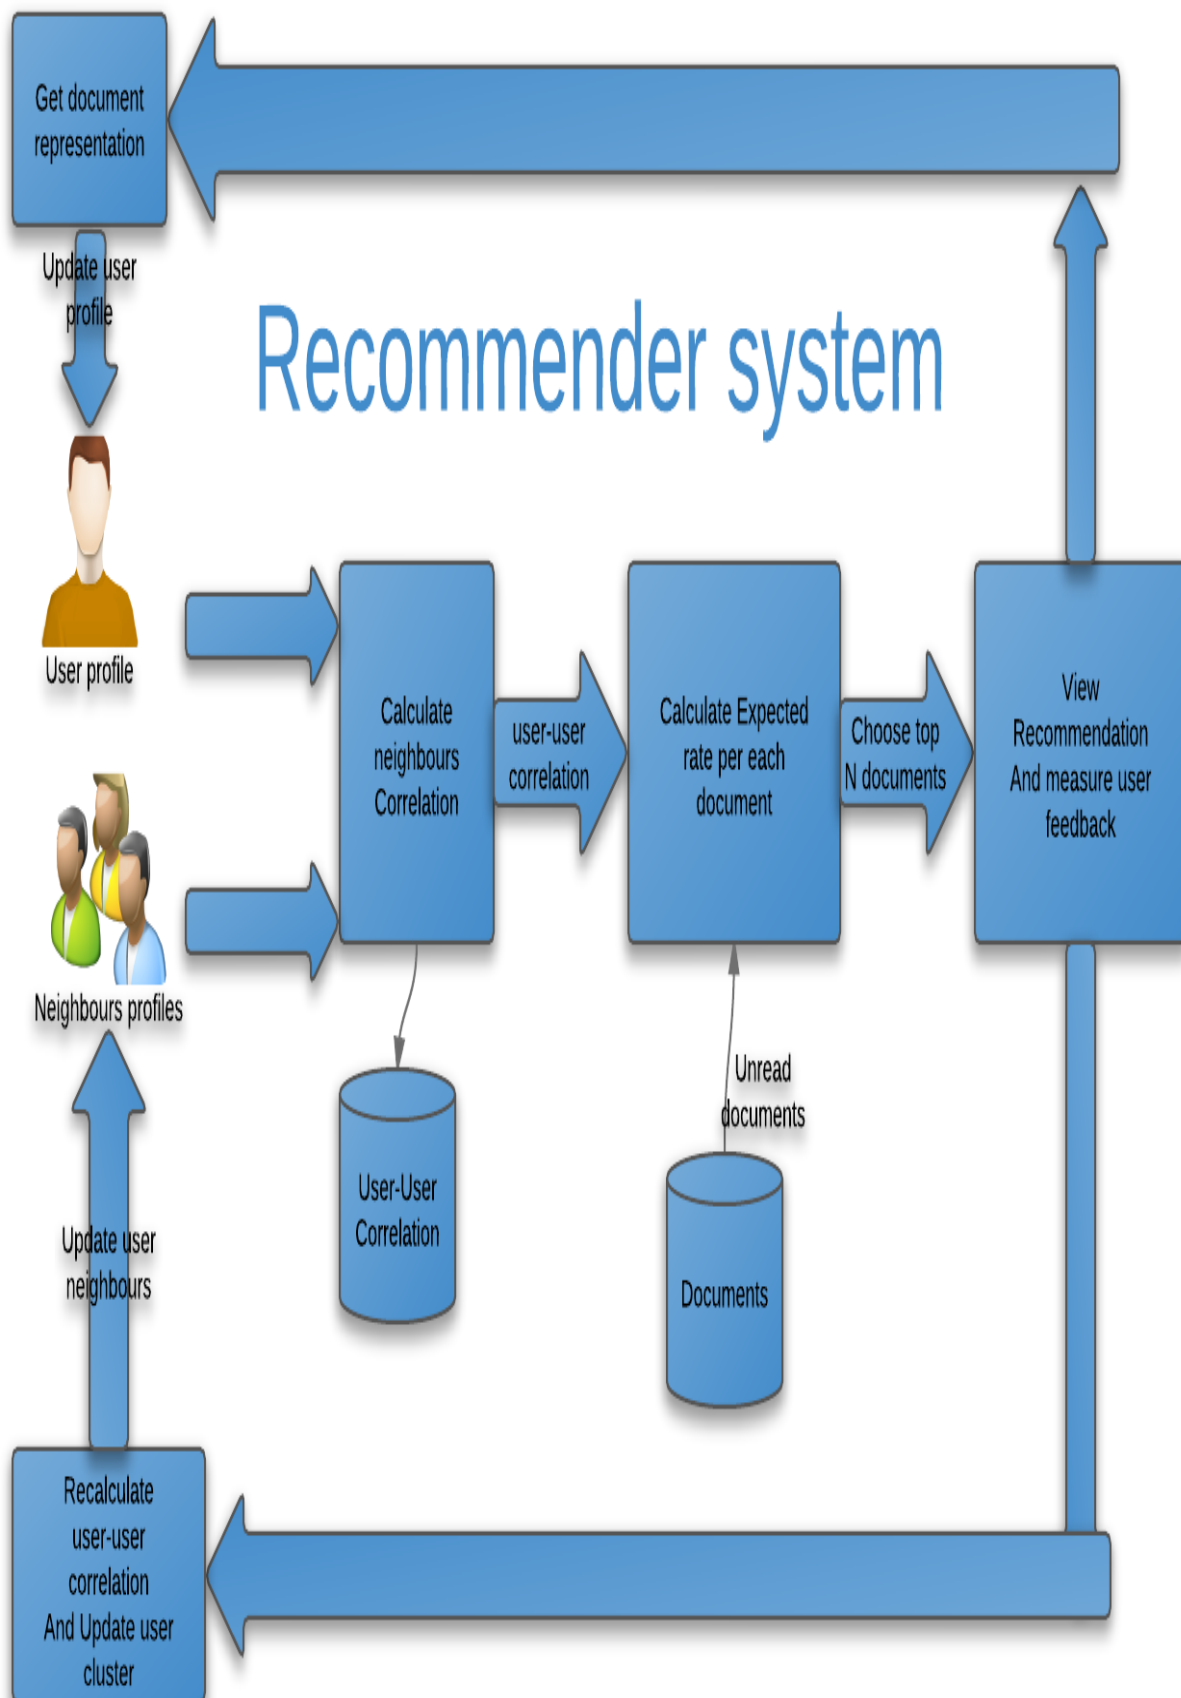 Get document
representation
Update user
profile
Recommender system
User profile
Calculate
neighbours
Correlation
user-user
correlation
Calculate Expected
rate per each
document
Choose top
N documents
View
Recommendation
And measure user
feedback
Neighbours profiles
Unread
documents
User-User
Correlation
Documents
Update user
neighbours
Recalculate
user-user
correlation
And Update user
cluster